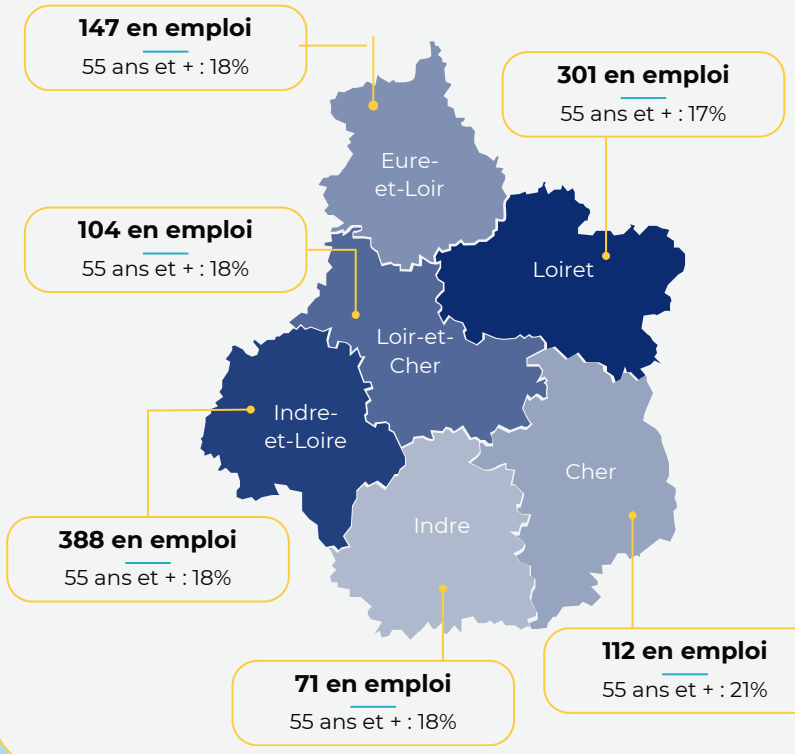 147 en emploi
55 ans et + : 18%
301 en emploi
55 ans et + : 17%
Eure-
et-Loir
104 en emploi
55 ans et + : 18%
Loiret
Loir-et-
Cher
Indre-
et-Loire
Cher
Indre
388 en emploi
55 ans et + : 18%
112 en emploi
55 ans et + : 21%
71 en emploi
55 ans et + : 18%